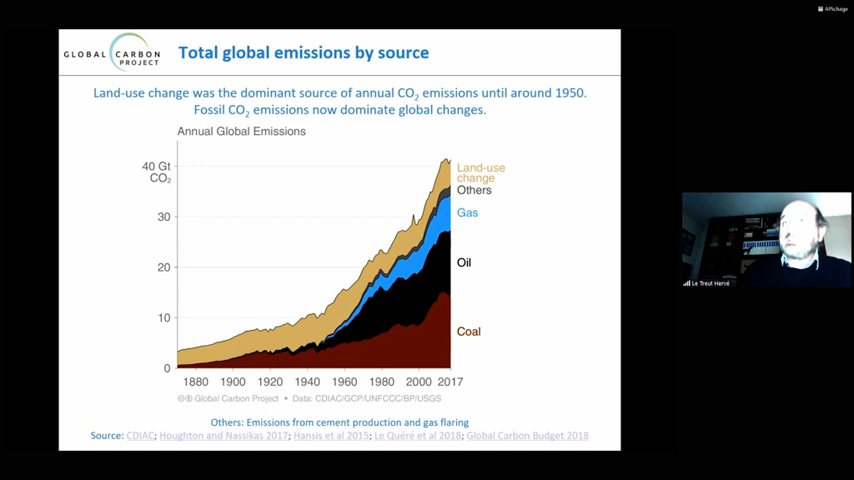 Affichage
GLOBAL CARBON
PROJECT
Total global emissions by source
Land-use change was the dominant source of annual CO₂ emissions until around 1950.
Fossil CO₂ emissions now dominate global changes.
Annual Global Emissions
40 Gt
CO₂
30
20
10
0
Land-use
change
Others
Gas
Oil
Coal
1880 1900 1920 1940 1960 1980 2000 2017
Global Carbon Project • Data: CDIAC/GCP/UNFCCC/BP/USGS
Others: Emissions from cement production and gas flaring
Source: CDIAC; Houghton and Nassikas 2017; Hansis et al 2015; Le Quéré et al 2018; Global Carbon Budget 2018
Le Treut Hervé